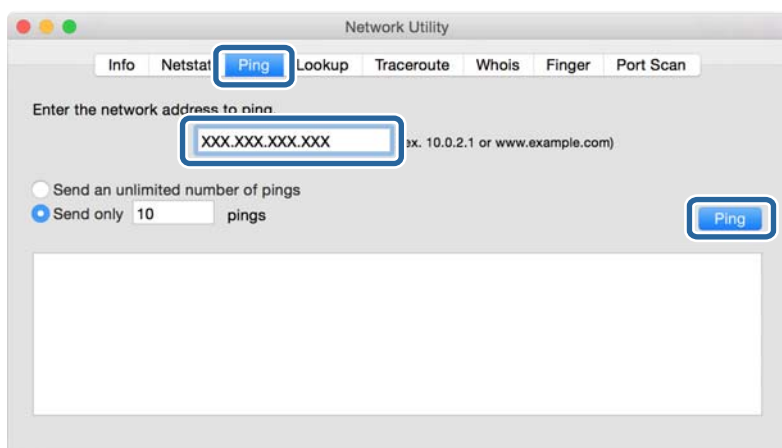 Network Utility
Info Netstat Ping Lookup Traceroute Whois Finger Port Scan
Enter the network address to ping.
XXX.XXX.XXX.XXX ex. 10.0.2.1 or www.example.com)
Send an unlimited number of pings
Send only 10 pings
Ping